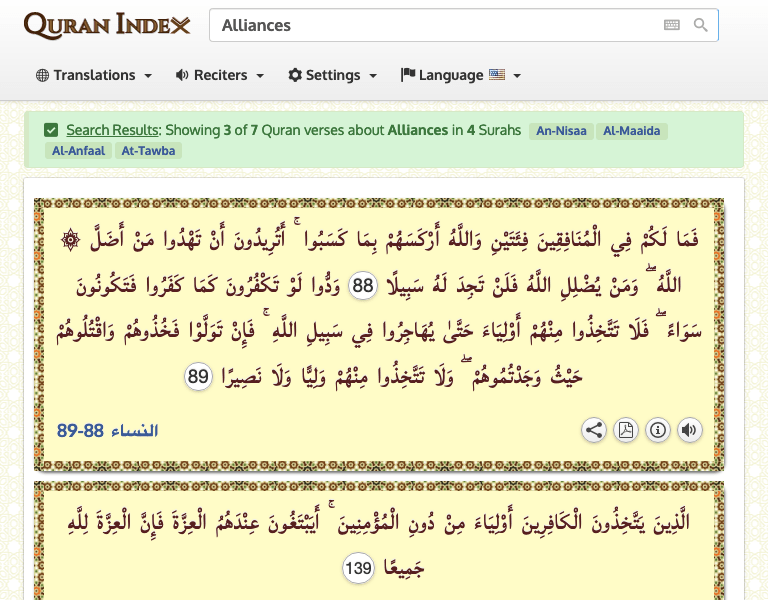 QURAN INDEX
Alliances
Translations
Reciters
Settings
Language
Search Results: Showing 3 of 7 Quran verses about Alliances in 4 Surahs An-Nisaa Al-Maaida
Al-Anfaal At-Tawba
۞ فَمَا لَكُمْ فِي الْمُنَافِقِينَ فِئَتَيْنِ وَاللَّهُ أَرْكَسَهُمْ بِمَا كَسَبُوا ۚ أَتُرِيدُونَ أَنْ تَهْدُوا مَنْ أَضَلَّ
اللَّهُ ۖ وَمَنْ يُضْلِلِ اللَّهُ فَلَنْ تَجِدَ لَهُ سَبِيلًا 88 وَدُّوا لَوْ تَكْفُرُونَ كَمَا كَفَرُوا فَتَكُونُونَ
سَوَاءً ۖ فَلَا تَتَّخِذُوا مِنْهُمْ أَوْلِيَاءَ حَتَّىٰ يُهَاجِرُوا فِي سَبِيلِ اللَّهِ ۚ فَإِنْ تَوَلَّوْا فَخُذُوهُمْ وَاقْتُلُوهُمْ
حَيْثُ وَجَدْتُمُوهُمْ ۖ وَلَا تَتَّخِذُوا مِنْهُمْ وَلِيًّا وَلَا نَصِيرًا 89
النساء 88-89
الَّذِينَ يَتَّخِذُونَ الْكَافِرِينَ أَوْلِيَاءَ مِنْ دُونِ الْمُؤْمِنِينَ ۚ أَيَبْتَغُونَ عِنْدَهُمُ الْعِزَّةَ فَإِنَّ الْعِزَّةَ لِلَّهِ
جَمِيعًا 139